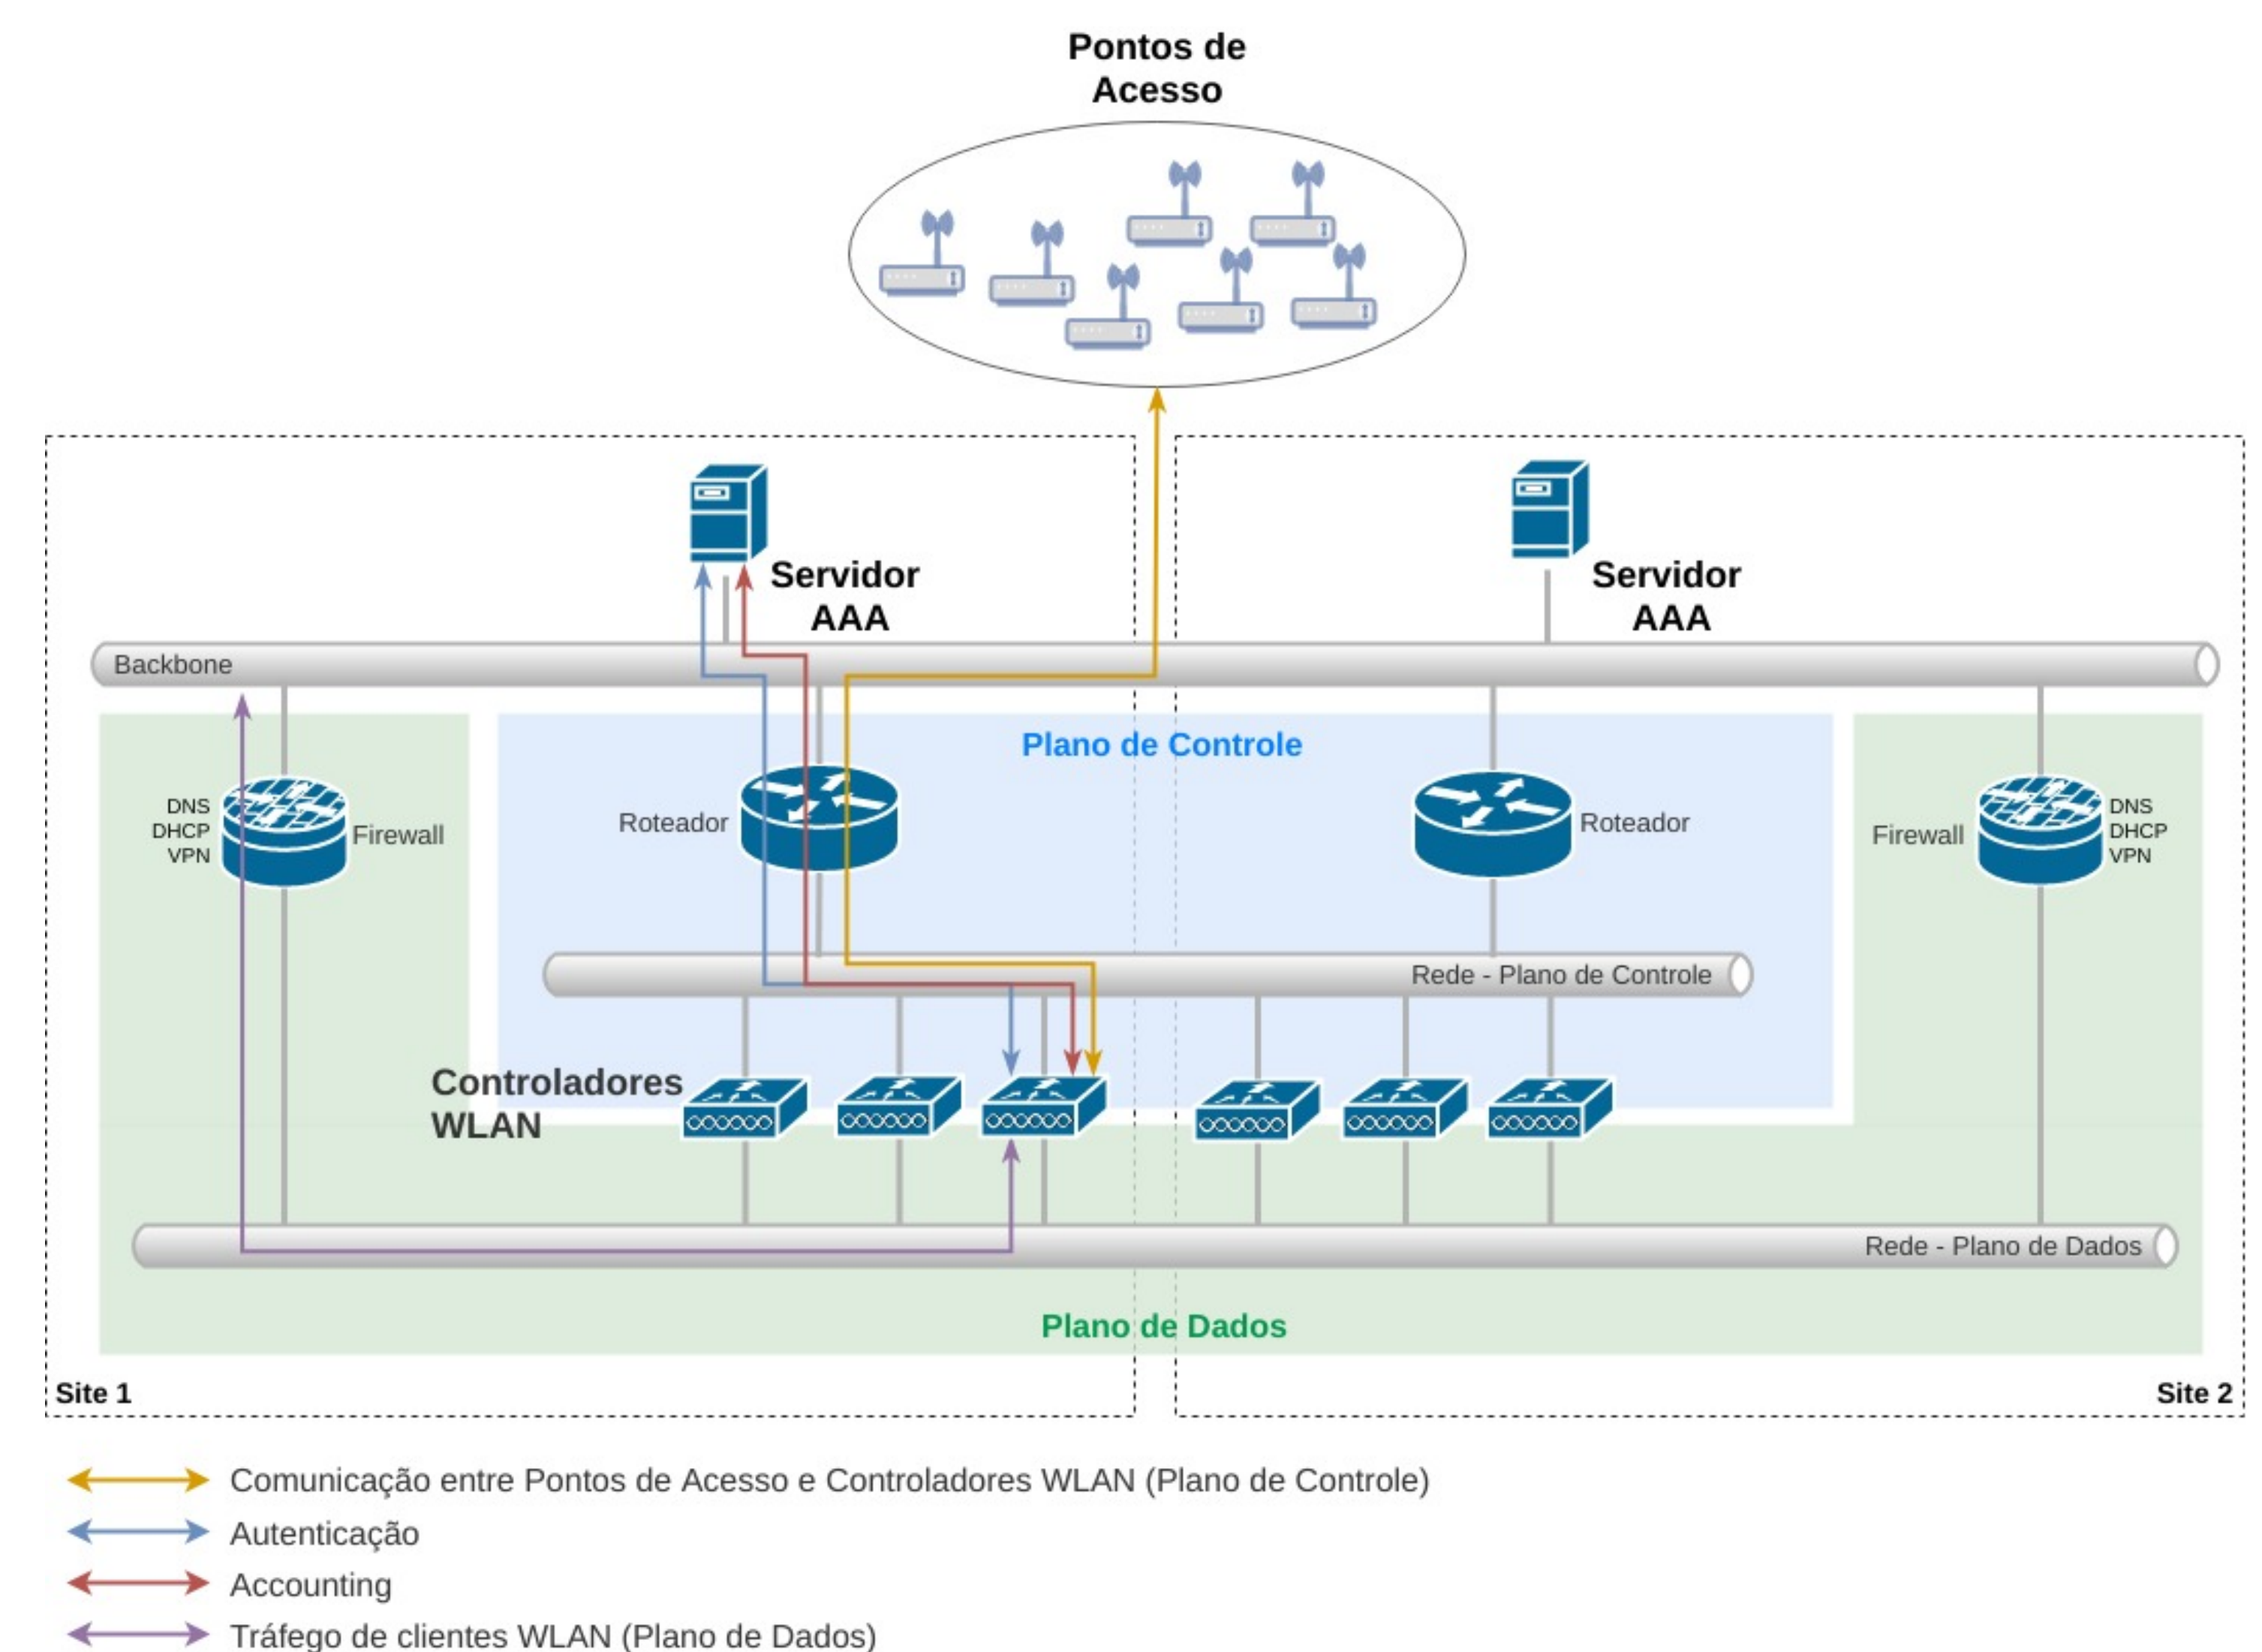 Pontos de
Acesso
Servidor
AAA
Servidor
AAA
Backbone
Plano de Controle
DNS
DHCP
VPN
Firewall
Roteador
Roteador
Firewall
DNS
DHCP
VPN
Rede - Plano de Controle
Controladores
WLAN
Rede - Plano de Dados
Plano de Dados
Site 1
Site 2
Comunicação entre Pontos de Acesso e Controladores WLAN (Plano de Controle)
Autenticação
Accounting
Tráfego de clientes WLAN (Plano de Dados)